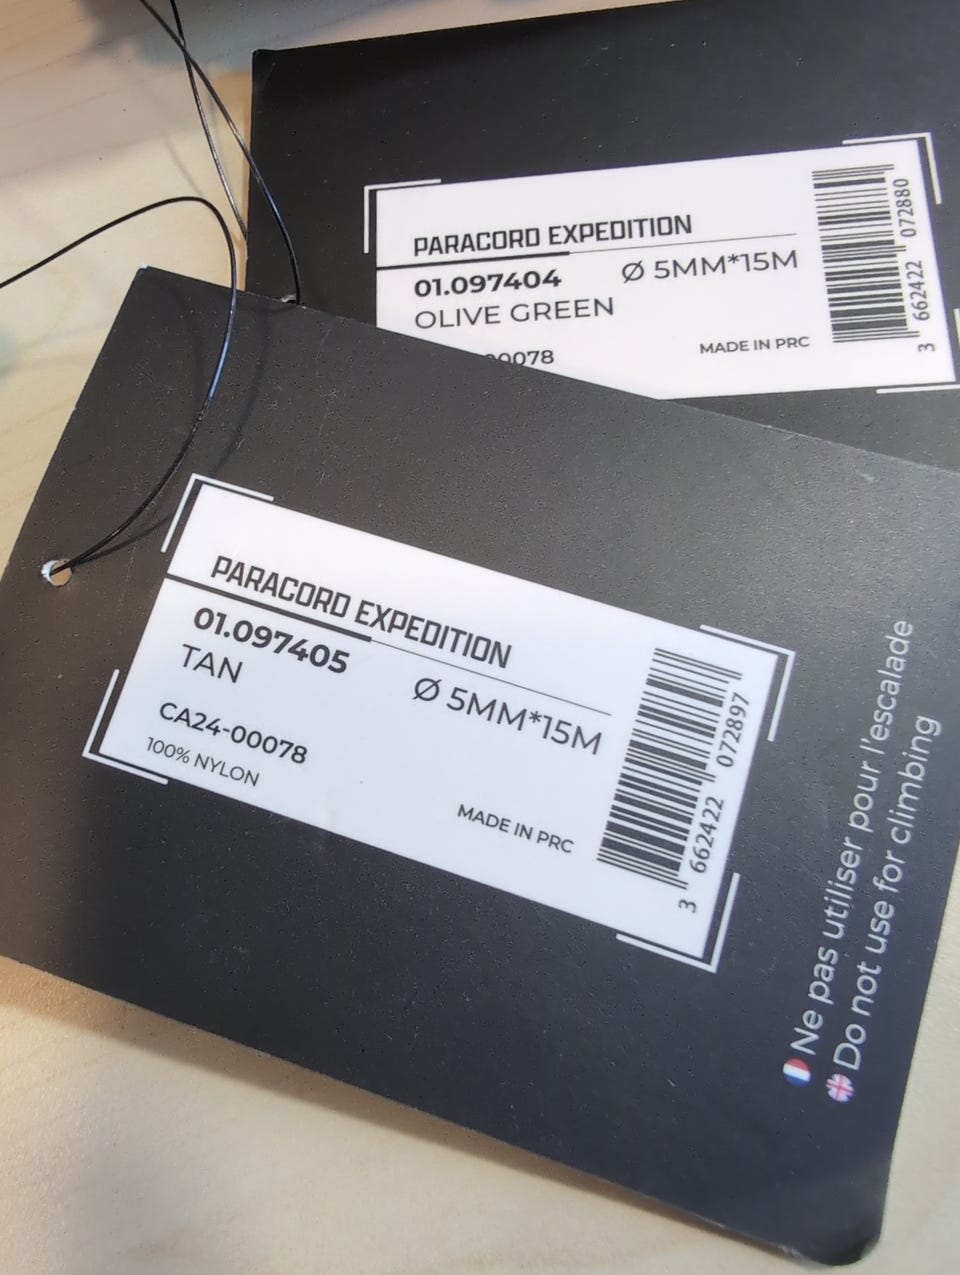 PARACORD EXPEDITION
01.097404
Ø 5MM*15M
OLIVE GREEN
00078
MADE IN PRC
3 662422 072880
PARACORD EXPEDITION
01.097405
TAN
Ø 5MM*15M
CA24-00078
100% NYLON
MADE IN PRC
3 662422 072897
Ne pas utiliser pour l'escalade
Do not use for climbing